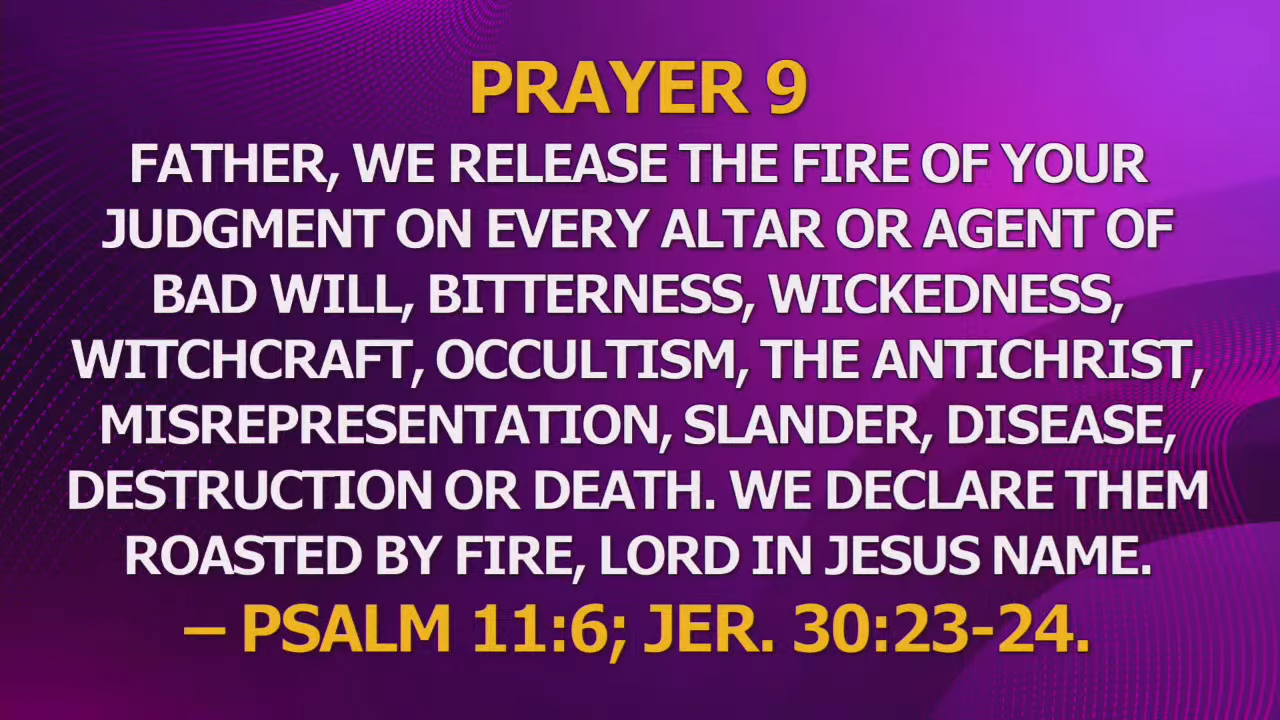 PRAYER 9
FATHER, WE RELEASE THE FIRE OF YOUR
JUDGMENT ON EVERY ALTAR OR AGENT OF
BAD WILL, BITTERNESS, WICKEDNESS,
WITCHCRAFT, OCCULTISM, THE ANTICHRIST,
MISREPRESENTATION, SLANDER, DISEASE,
DESTRUCTION OR DEATH. WE DECLARE THEM
ROASTED BY FIRE, LORD IN JESUS NAME.
– PSALM 11:6; JER. 30:23-24.